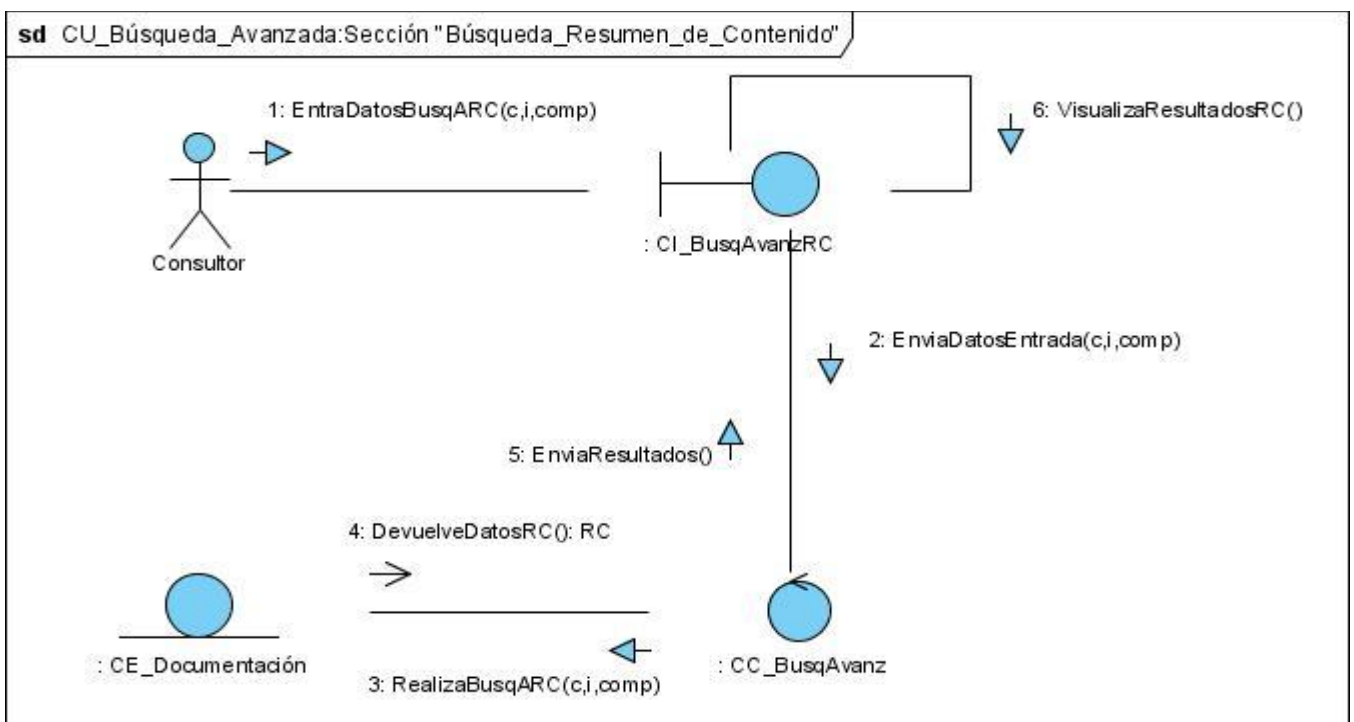 sd CU_Búsqueda_Avanzada:Sección "Búsqueda_Resumen_de_Contenido"
1: EntraDatosBusqARC(c,i,comp)
6: VisualizaResultadosRC()
: CI_BusqAvanzRC
Consultor
2: EnviaDatosEntrada(c,i,comp)
5: EnviaResultados()
4: DevuelveDatosRC(): RC
: CE_Documentación
: CC_BusqAvanz
3: RealizaBusqARC(c,i,comp)